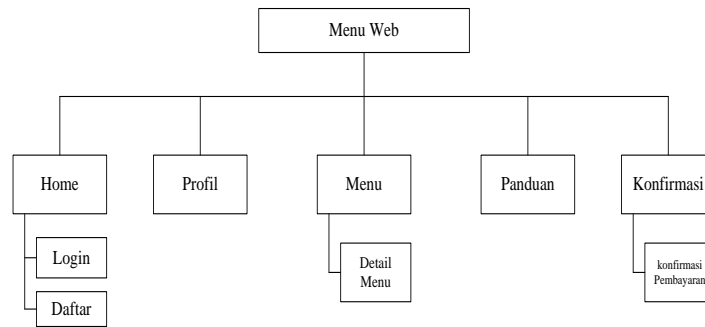 Menu Web
Home
Profil
Menu
Panduan
Konfirmasi
Login
Detail
Menu
konfirmasi
Pembayaran
Daftar